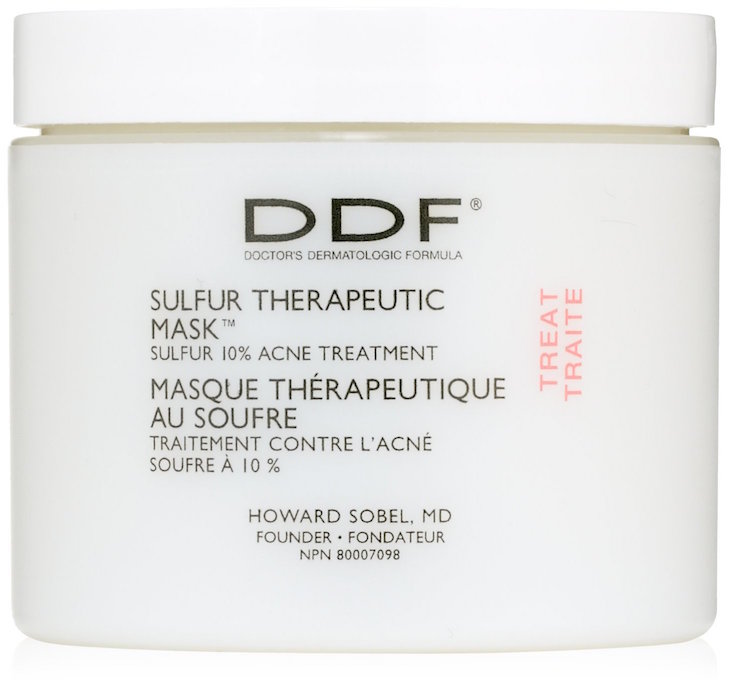 DDF®
DOCTOR'S DERMATOLOGIC FORMULA
SULFUR THERAPEUTIC
MASK™
SULFUR 10% ACNE TREATMENT
MASQUE THÉRAPEUTIQUE
AU SOUFRE
TRAITEMENT CONTRE L'ACNÉ
SOUFRE À 10 %
TREAT
TRAITE
HOWARD SOBEL, MD
FOUNDER • FONDATEUR
NPN 80007098